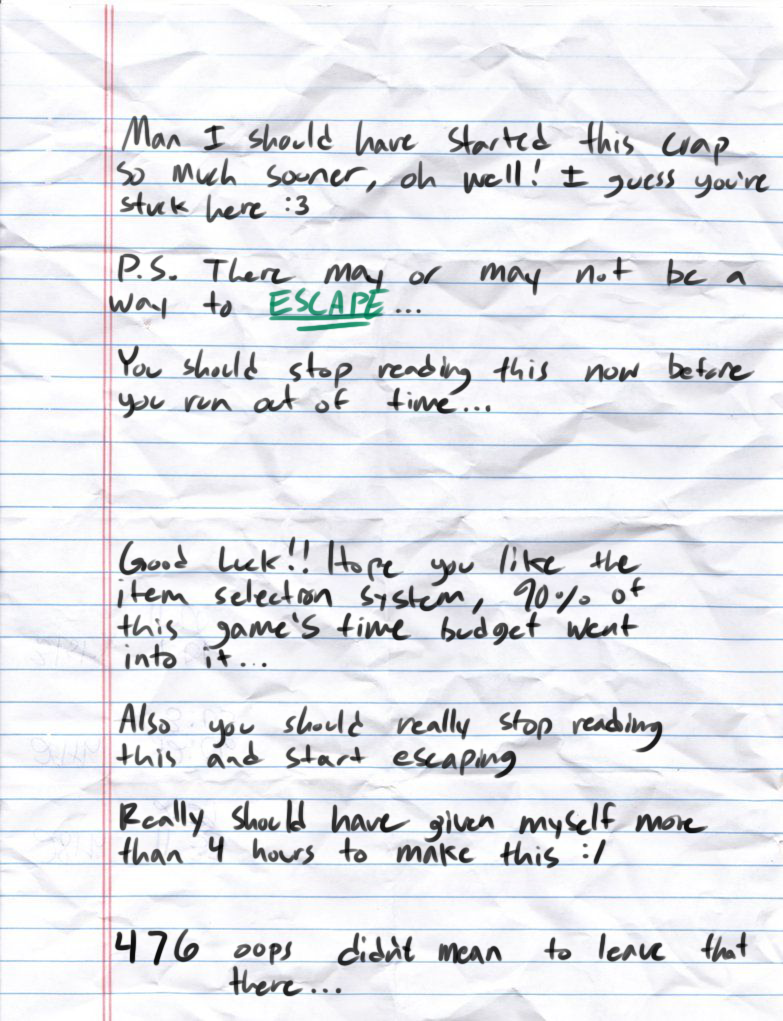 Man I should have started this crap
so much sooner, oh well! I guess you're
stuck here :3
P.S. There may or may not be a
way to ESCAPE...
You should stop reading this now before
you run out of time...
Good luck!! Hope you like the
item selection system, 90% of
this game's time budget went
into it...
Also you should really stop reading
this and start escaping
Really should have given myself more
than 4 hours to make this :/
476 oops didn't mean to leave that
there...